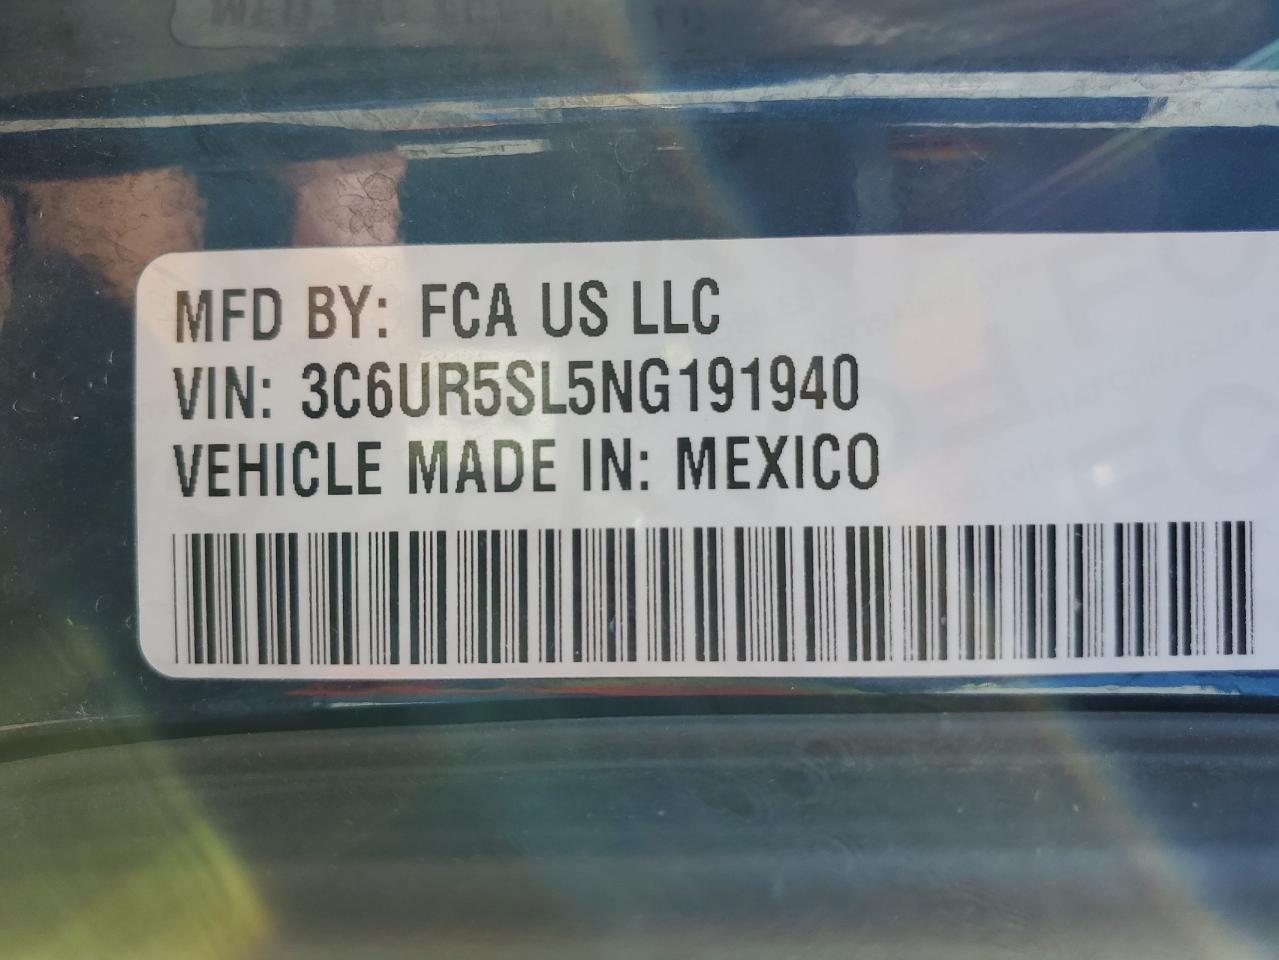 MFD BY: FCA US LLC
VIN: 3C6UR5SL5NG191940
VEHICLE MADE IN: MEXICO